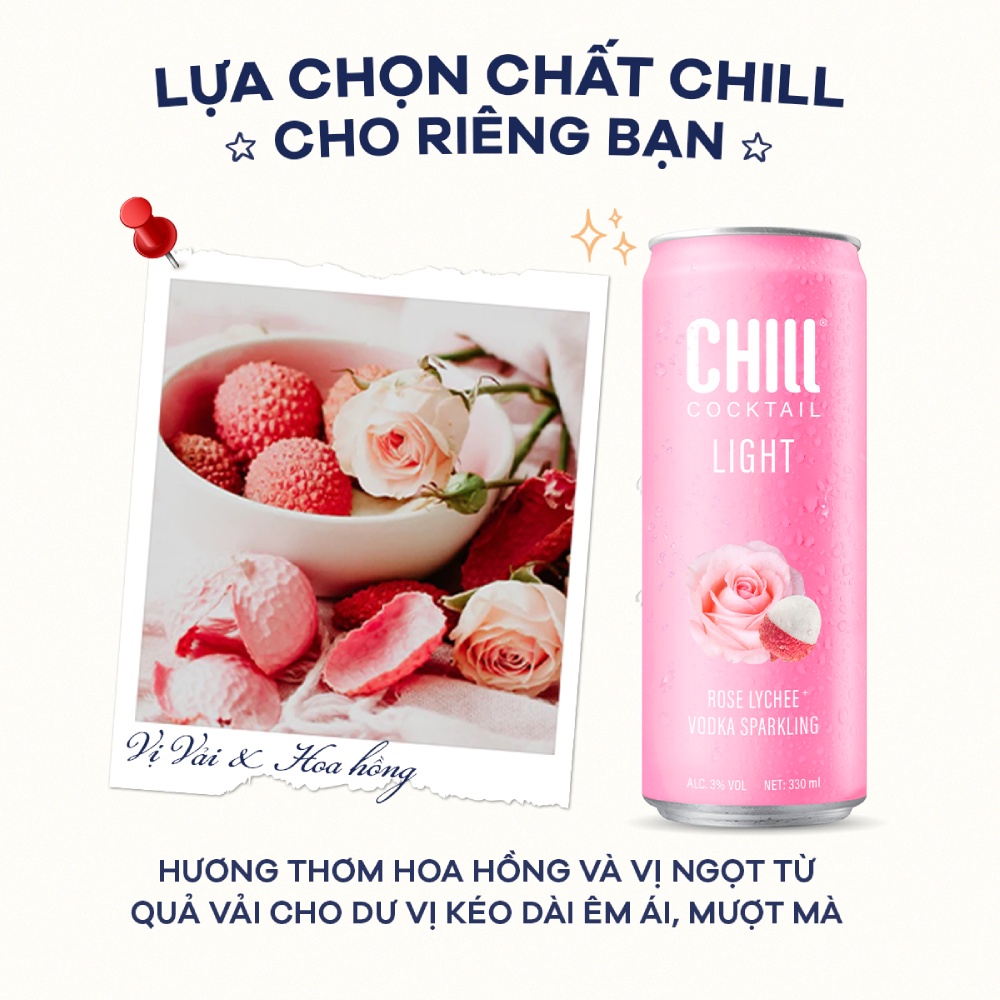 LỰA CHỌN CHẤT CHILL
CHO RIÊNG BẠN
CHILL®
COCKTAIL
LIGHT
ROSE LYCHEE+
VODKA SPARKLING
ALC. 3% VOL NET: 330 ml
Vị Vải & Hoa hồng
HƯƠNG THƠM HOA HỒNG VÀ VỊ NGỌT TỪ
QUẢ VẢI CHO DƯ VỊ KÉO DÀI ÊM ÁI, MƯỢT MÀ